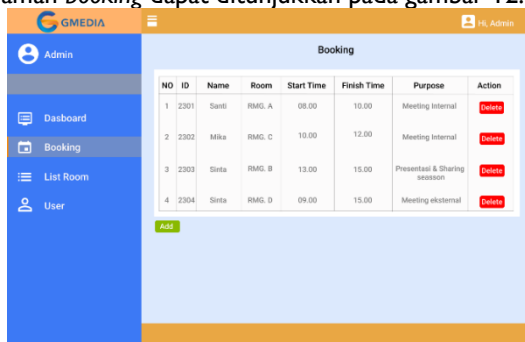 aman Booking dapat ditunjukkan pada gambar 12.
GMEDIA
Hi, Admin
Admin
Dasboard
Booking
List Room
User
Booking
NO ID Name Room Start Time Finish Time Purpose Action
1 2301 Santi RMG. A 08.00 10.00 Meeting Internal Delete
2 2302 Mika RMG. C 10.00 12.00 Meeting Internal Delete
3 2303 Sinta RMG. B 13.00 15.00 Presentasi & Sharing
seasson Delete
4 2304 Sinta RMG. D 09.00 15.00 Meeting eksternal Delete
Add